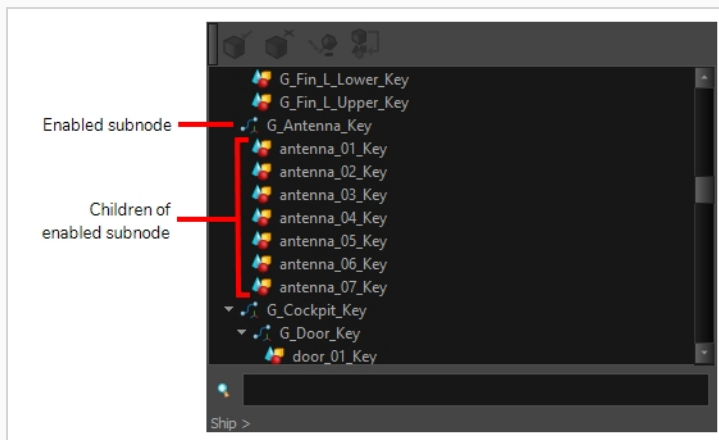 G_Fin_L_Lower_Key
G_Fin_L_Upper_Key
Enabled subnode
G_Antenna_Key
antenna_01_Key
antenna_02_Key
antenna_03_Key
Children of
enabled subnode
antenna_04_Key
antenna_05_Key
antenna_06_Key
antenna_07_Key
G_Cockpit_Key
G_Door_Key
door_01_Key
Ship >